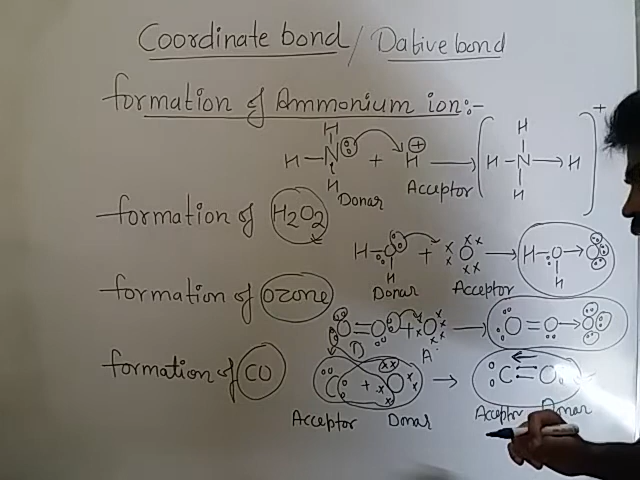 Coordinate bond / Dative bond
formation of Ammonium ion:-
H H +
H – N + H⊕ → [ H – N → H ]
H H
Donar Acceptor
formation of H₂O₂
H – O + O → H – O → O
H H
Donar Acceptor
formation of Ozone
O = O + O → O = O → O
D A
formation of CO
C + O → C = O
Acceptor Donar Acceptor Donar